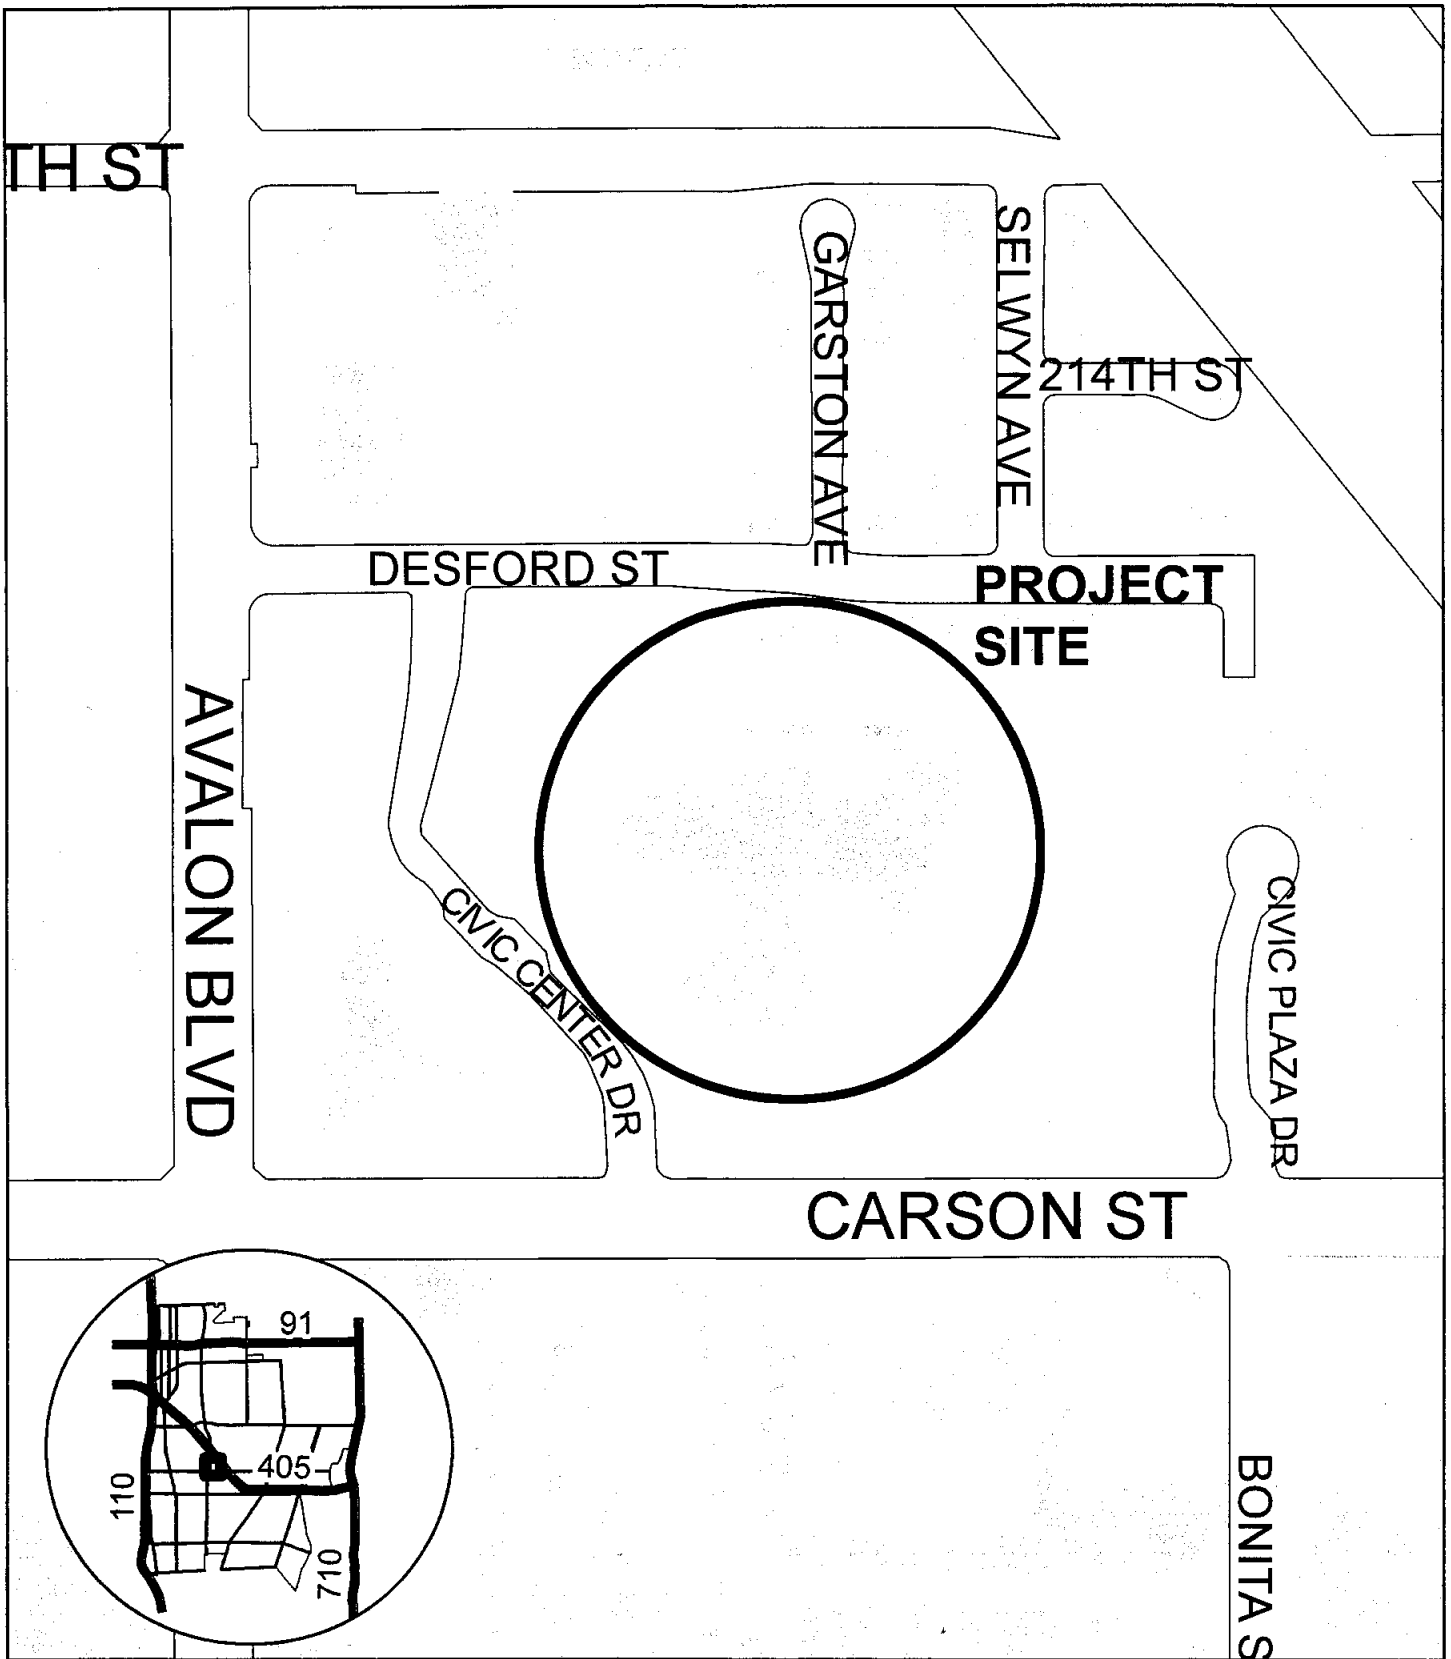 TH ST
GARSTON AVE
SELWYN AVE
214TH ST
DESFORD ST
PROJECT
SITE
AVALON BLVD
CIVIC CENTER DR
CIVIC PLAZA DR
CARSON ST
91
405
110
710
BONITA S